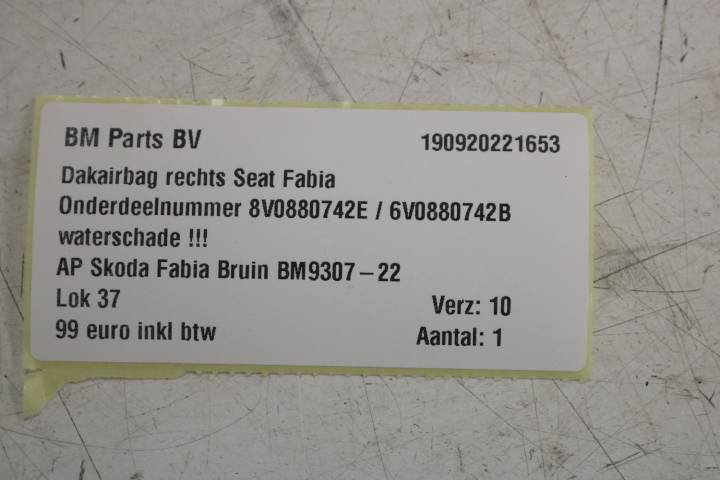 BM Parts BV 190920221653
Dakairbag rechts Seat Fabia
Onderdeelnummer 8V0880742E / 6V0880742B
waterschade !!!
AP Skoda Fabia Bruin BM9307-22
Lok 37 Verz: 10
99 euro inkl btw Aantal: 1